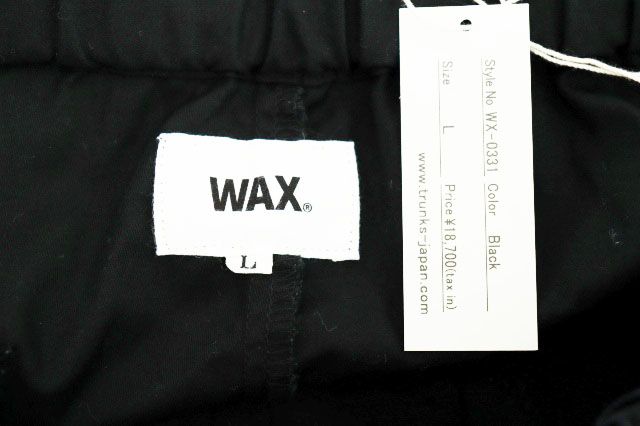 WAX®
L
Style No WX-0331 Color Black
Size L Price ¥18,700(tax in)
www.trunks-japan.com